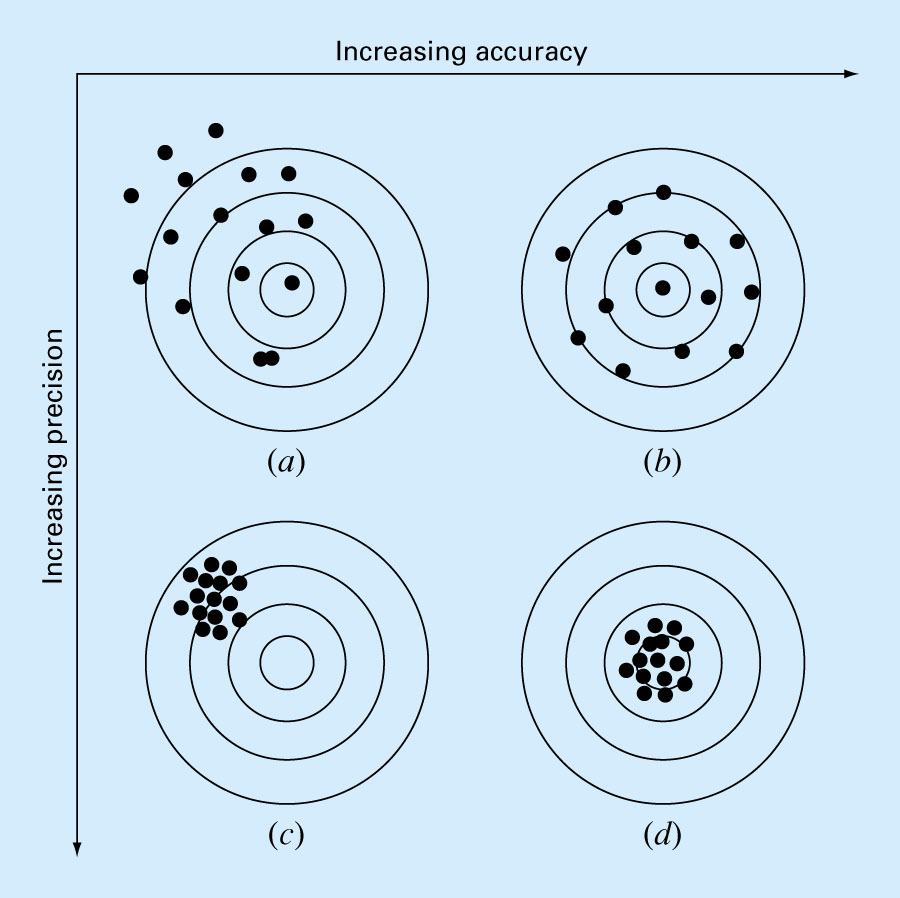 Increasing accuracy
Increasing precision
(a)
(b)
(c)
(d)